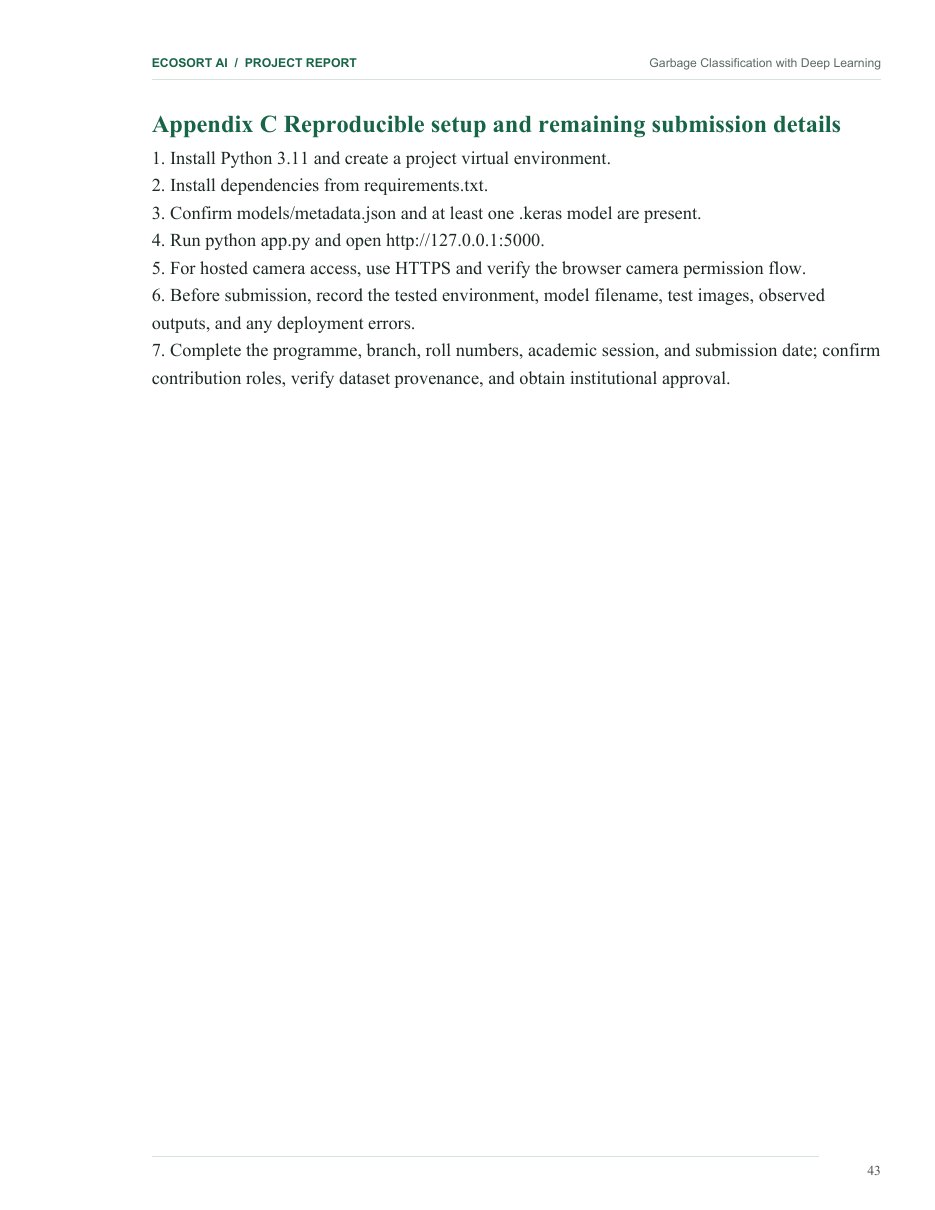 ECOSORT AI / PROJECT REPORT
Garbage Classification with Deep Learning
Appendix C Reproducible setup and remaining submission details
1. Install Python 3.11 and create a project virtual environment.
2. Install dependencies from requirements.txt.
3. Confirm models/metadata.json and at least one .keras model are present.
4. Run python app.py and open http://127.0.0.1:5000.
5. For hosted camera access, use HTTPS and verify the browser camera permission flow.
6. Before submission, record the tested environment, model filename, test images, observed
outputs, and any deployment errors.
7. Complete the programme, branch, roll numbers, academic session, and submission date; confirm
contribution roles, verify dataset provenance, and obtain institutional approval.
43